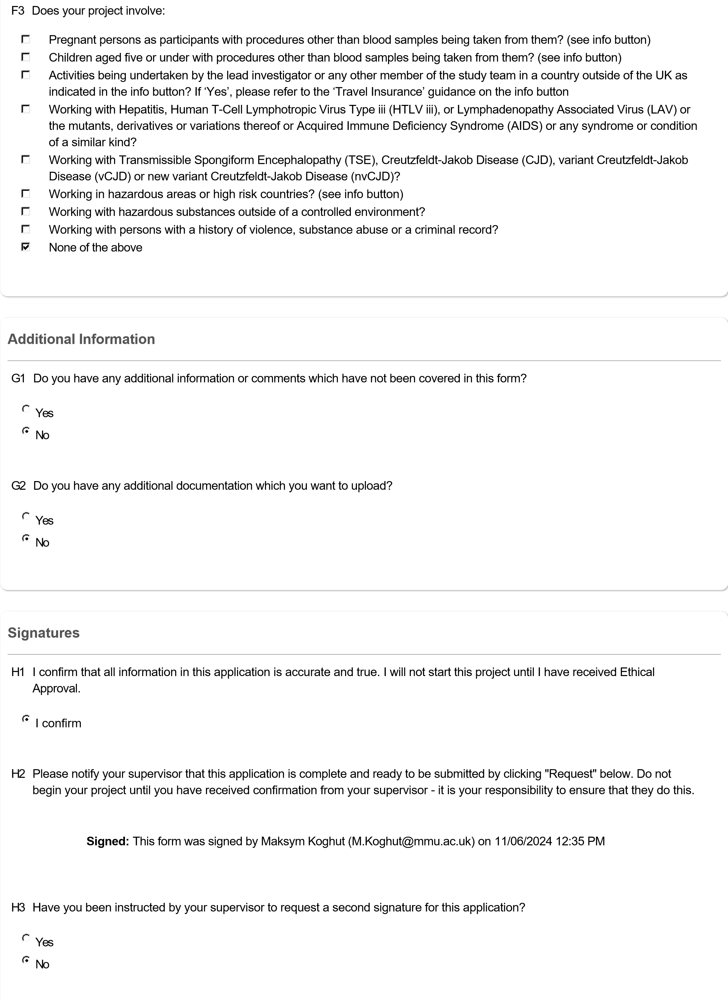 F3 Does your project involve:
Pregnant persons as participants with procedures other than blood samples being taken from them? (see info button)
Children aged five or under with procedures other than blood samples being taken from them? (see info button)
Activities being undertaken by the lead investigator or any other member of the study team in a country outside of the UK as
indicated in the info button? If ‘Yes’, please refer to the ‘Travel Insurance’ guidance on the info button
Working with Hepatitis, Human T-Cell Lymphotropic Virus Type iii (HTLV iii), or Lymphadenopathy Associated Virus (LAV) or
the mutants, derivatives or variations thereof or Acquired Immune Deficiency Syndrome (AIDS) or any syndrome or condition
of a similar kind?
Working with Transmissible Spongiform Encephalopathy (TSE), Creutzfeldt-Jakob Disease (CJD), variant Creutzfeldt-Jakob
Disease (vCJD) or new variant Creutzfeldt-Jakob Disease (nvCJD)?
Working in hazardous areas or high risk countries? (see info button)
Working with hazardous substances outside of a controlled environment?
Working with persons with a history of violence, substance abuse or a criminal record?
None of the above
Additional Information
G1 Do you have any additional information or comments which have not been covered in this form?
Yes
No
G2 Do you have any additional documentation which you want to upload?
Yes
No
Signatures
H1 I confirm that all information in this application is accurate and true. I will not start this project until I have received Ethical
Approval.
I confirm
H2 Please notify your supervisor that this application is complete and ready to be submitted by clicking "Request" below. Do not
begin your project until you have received confirmation from your supervisor - it is your responsibility to ensure that they do this.
Signed: This form was signed by Maksym Koghut (M.Koghut@mmu.ac.uk) on 11/06/2024 12:35 PM
H3 Have you been instructed by your supervisor to request a second signature for this application?
Yes
No